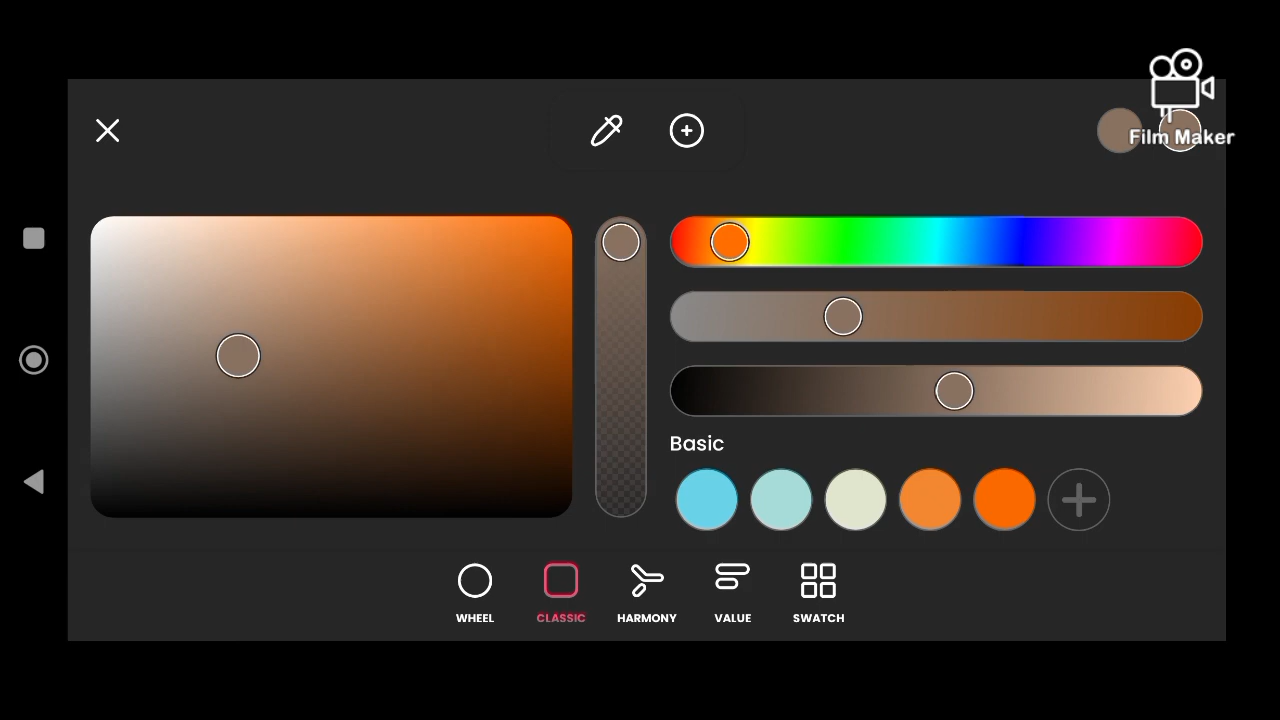 Film Maker
Basic
WHEEL
CLASSIC
HARMONY
VALUE
SWATCH